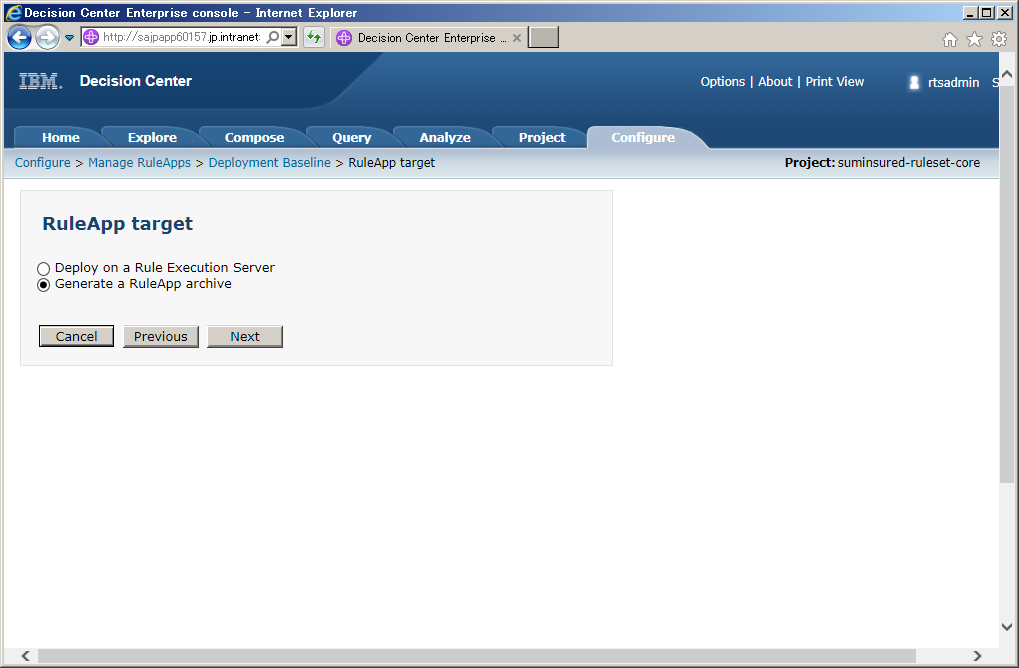 Decision Center Enterprise console - Internet Explorer
http://sajpapp60157.jp.intranet: Decision Center Enterprise ...
IBM. Decision Center
Options | About | Print View rtsadmin S
Home Explore Compose Query Analyze Project Configure
Configure > Manage RuleApps > Deployment Baseline > RuleApp target Project: suminsured-ruleset-core
RuleApp target
Deploy on a Rule Execution Server
Generate a RuleApp archive
Cancel Previous Next